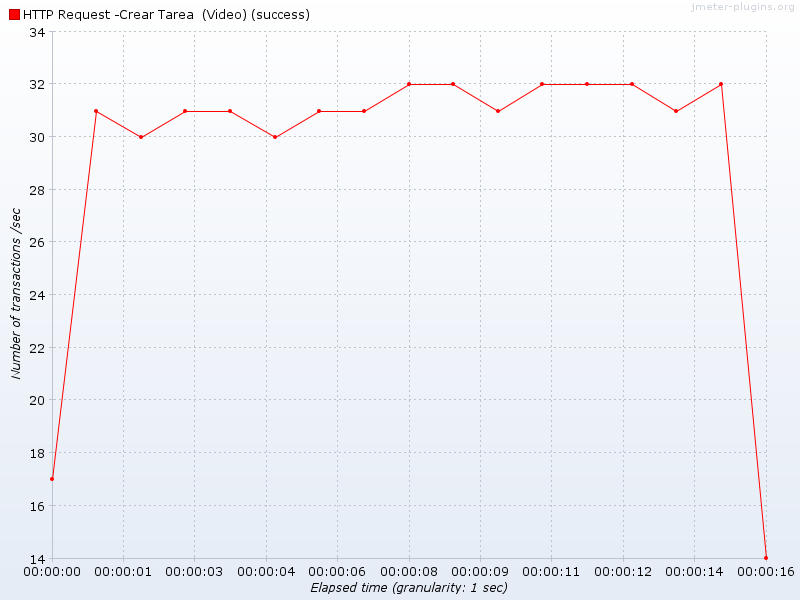 jmeter-plugins.org
HTTP Request -Crear Tarea  (Video) (success)
34
32
30
28
26
24
22
20
18
16
14
Number of transactions /sec
00:00:00 00:00:01 00:00:03 00:00:04 00:00:06 00:00:08 00:00:09 00:00:11 00:00:12 00:00:14 00:00:16
Elapsed time (granularity: 1 sec)